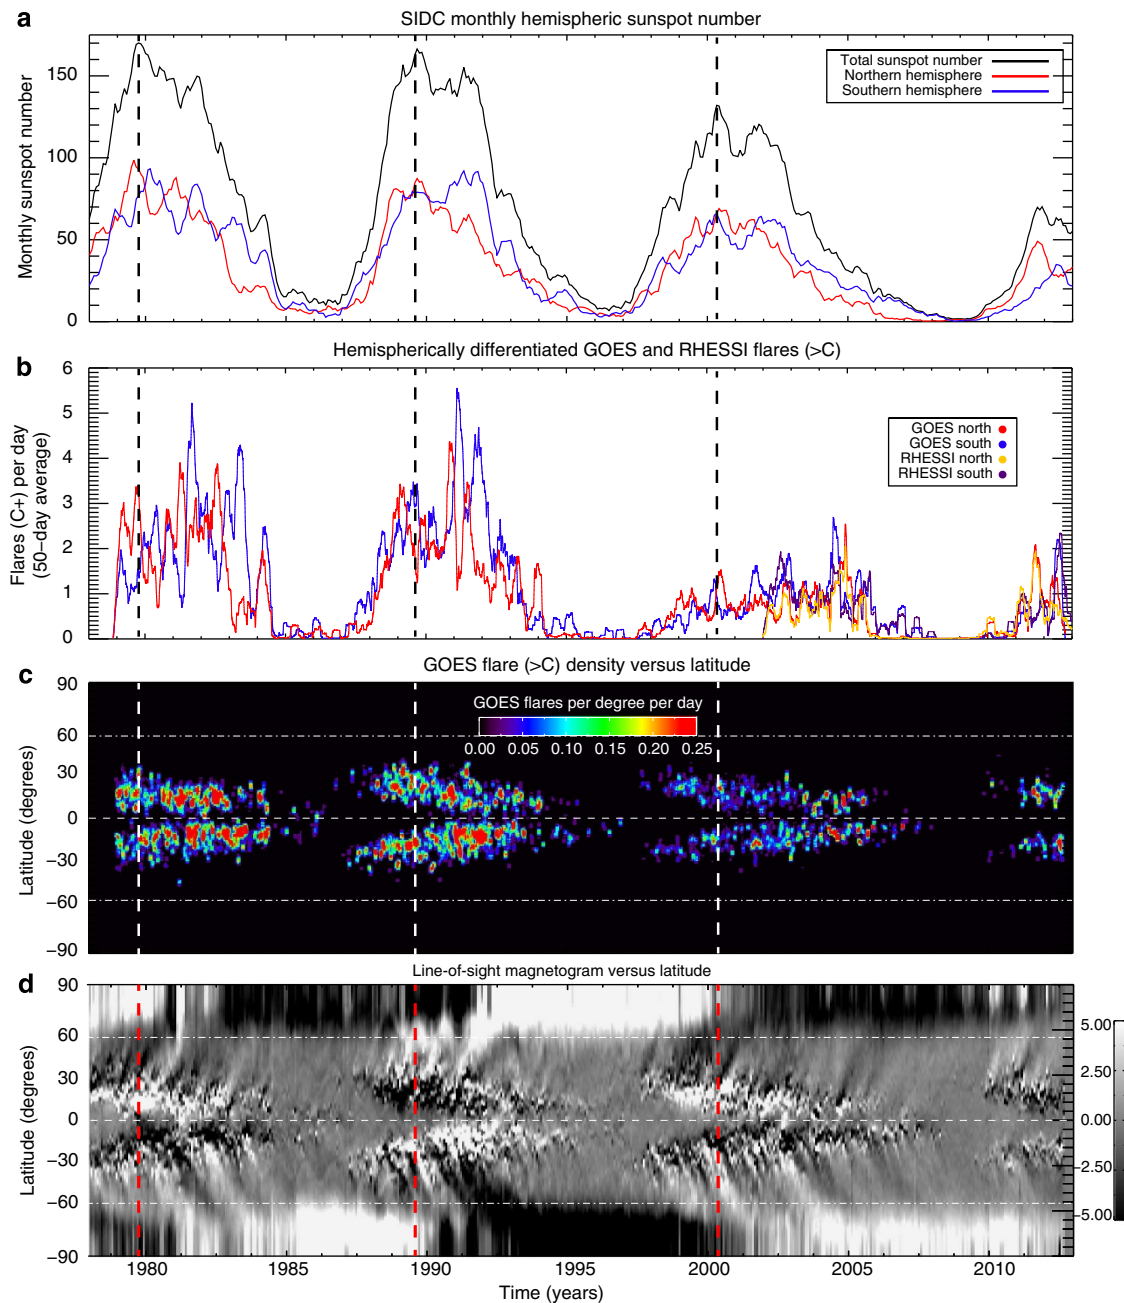 a
SIDC monthly hemispheric sunspot number
Monthly sunspot number
150
100
50
0
Total sunspot number
Northern hemisphere
Southern hemisphere
b
Hemispherically differentiated GOES and RHESSI flares (>C)
Flares (C+) per day
(50−day average)
6
5
4
3
2
1
0
GOES north
GOES south
RHESSI north
RHESSI south
c
GOES flare (>C) density versus latitude
Latitude (degrees)
90
60
30
0
−30
−60
−90
GOES flares per degree per day
0.00 0.05 0.10 0.15 0.20 0.25
d
Line-of-sight magnetogram versus latitude
Latitude (degrees)
90
60
30
0
−30
−60
−90
5.00
2.50
0.00
−2.50
−5.00
1980 1985 1990 1995 2000 2005 2010
Time (years)